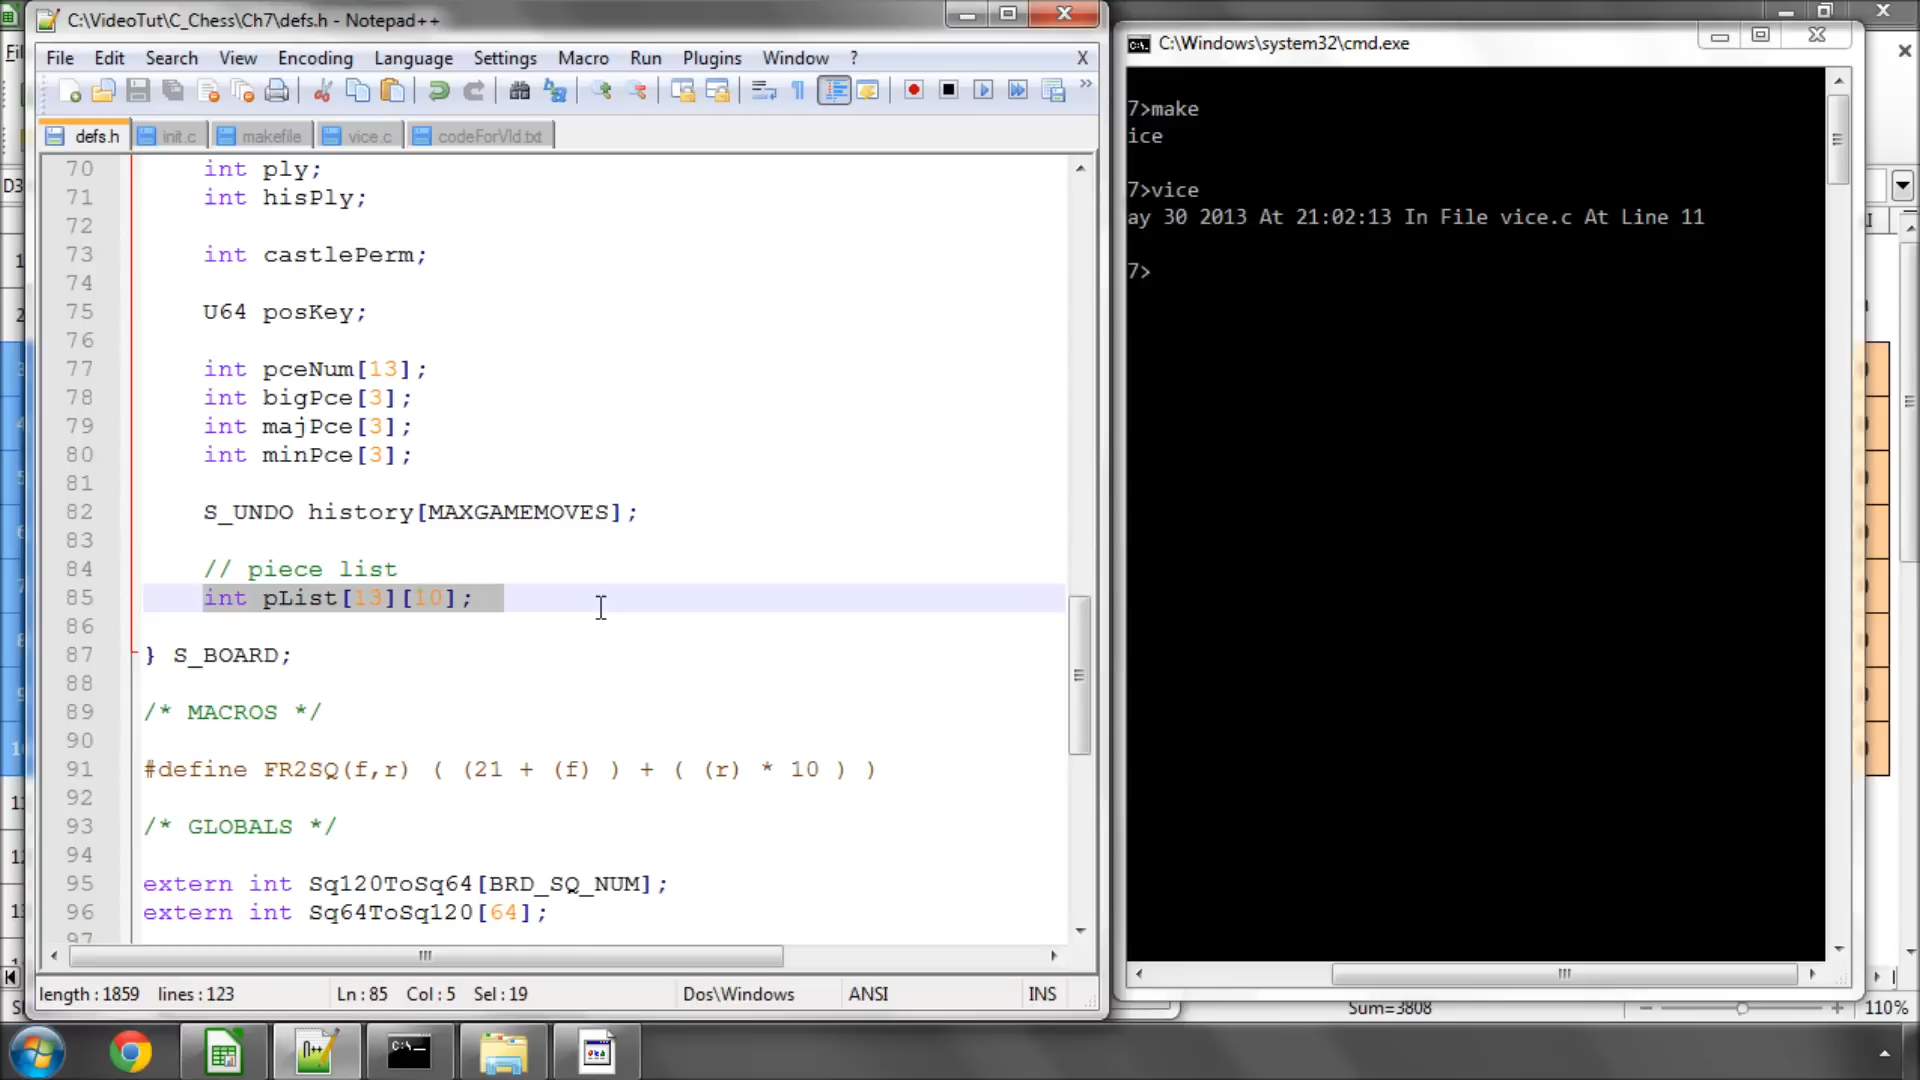 C:\VideoTut\C_Chess\Ch7\defs.h - Notepad++
File Edit Search View Encoding Language Settings Macro Run Plugins Window ? X
defs.h init.c makefile vice.c codeForVid.txt
70 int ply;
71 int hisPly;
72
73 int castlePerm;
74
75 U64 posKey;
76
77 int pceNum[13];
78 int bigPce[3];
79 int majPce[3];
80 int minPce[3];
81
82 S_UNDO history[MAXGAMEMOVES];
83
84 // piece list
85 int pList[13][10];
86
87 } S_BOARD;
88
89 /* MACROS */
90
91 #define FR2SQ(f,r) ( (21 + (f) ) + ( (r) * 10 ) )
92
93 /* GLOBALS */
94
95 extern int Sq120ToSq64[BRD_SQ_NUM];
96 extern int Sq64ToSq120[64];
97
length : 1859 lines : 123 Ln : 85 Col : 5 Sel : 19 Dos\Windows ANSI INS
C:\Windows\system32\cmd.exe
7>make
ice
7>vice
ay 30 2013 At 21:02:13 In File vice.c At Line 11
7>
D3
Sum=3808 110%